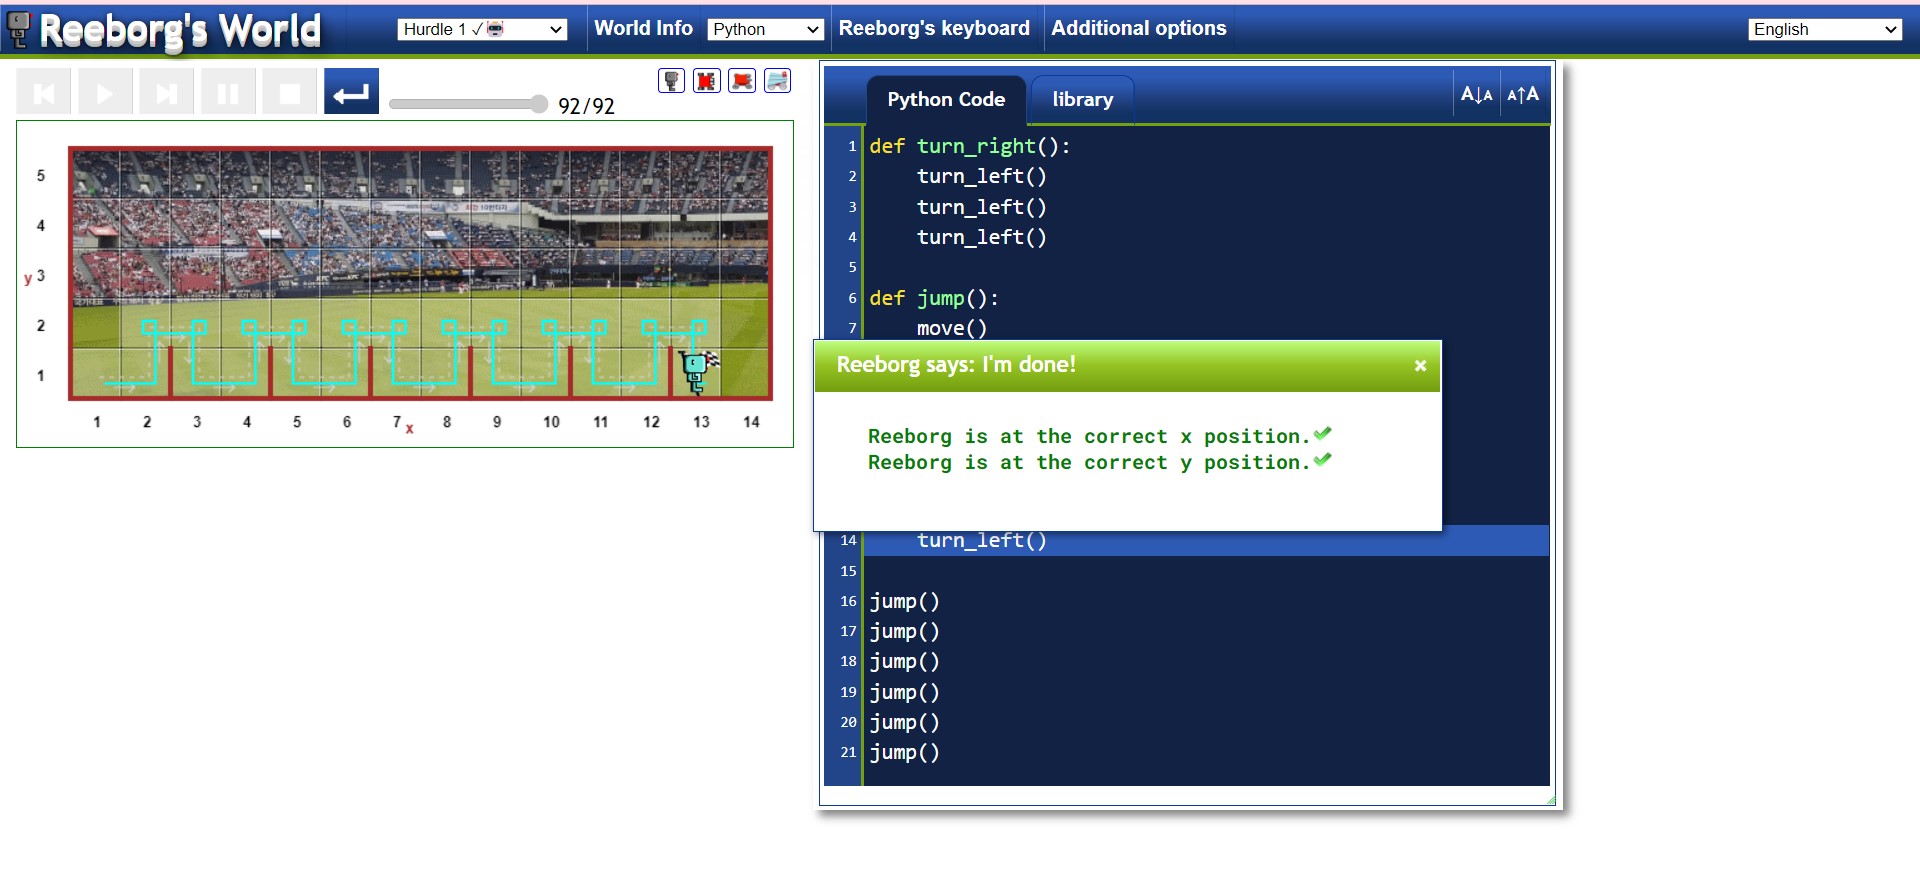 Reeborg's World
Hurdle 1 ✓
World Info
Python
Reeborg's keyboard
Additional options
English
92/92
Python Code
library
A↓A
A↑A
5
4
y 3
2
1
1 2 3 4 5 6 7 x 8 9 10 11 12 13 14
1 def turn_right():
2     turn_left()
3     turn_left()
4     turn_left()
5
6 def jump():
7     move()
Reeborg says: I'm done!
×
Reeborg is at the correct x position.
Reeborg is at the correct y position.
14     turn_left()
15
16 jump()
17 jump()
18 jump()
19 jump()
20 jump()
21 jump()